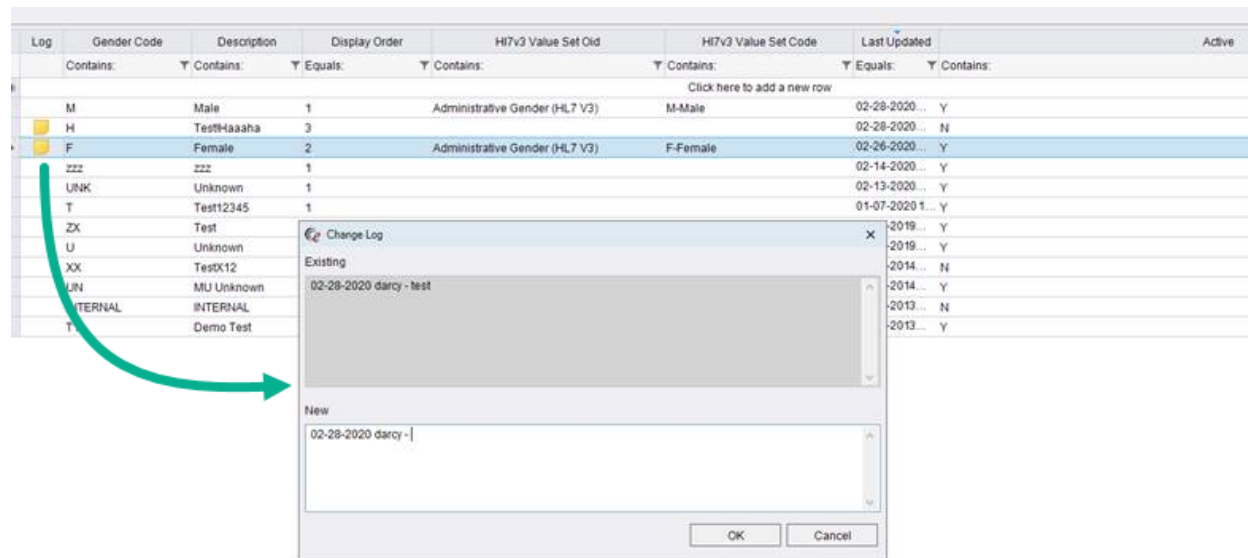 Log Gender Code Description Display Order Hl7v3 Value Set Oid Hl7v3 Value Set Code Last Updated Active
Contains: Contains: Equals: Contains: Contains: Equals: Contains:
Click here to add a new row
M Male 1 Administrative Gender (HL7 V3) M-Male 02-28-2020... Y
H TestHaaaha 3 02-28-2020... N
F Female 2 Administrative Gender (HL7 V3) F-Female 02-26-2020... Y
zzz zzz 1 02-14-2020... Y
UNK Unknown 1 02-13-2020... Y
T Test12345 1 01-07-2020 1... Y
ZX Test -2019... Y
U Unknown -2019... Y
XX TestX12 -2014... N
UN MU Unknown -2014... Y
INTERNAL -2013... N
Demo Test -2013... Y
Change Log
Existing
02-28-2020 darcy - test
New
02-28-2020 darcy -
OK Cancel